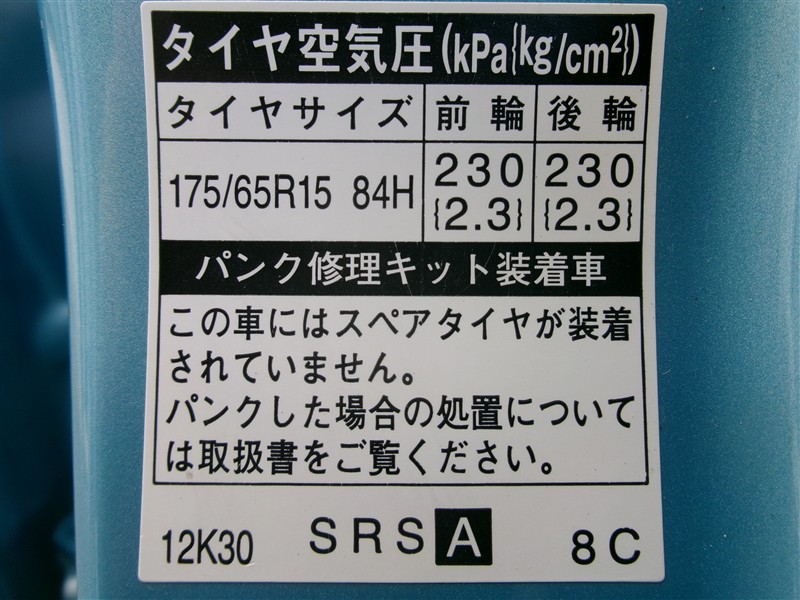 タイヤ空気圧(kPa{kg/cm²})
タイヤサイズ 前輪 後輪
175/65R15 84H 230 230
{2.3} {2.3}
パンク修理キット装着車
この車にはスペアタイヤが装着
されていません。
パンクした場合の処置について
は取扱書をご覧ください。
12K30 SRS A 8C